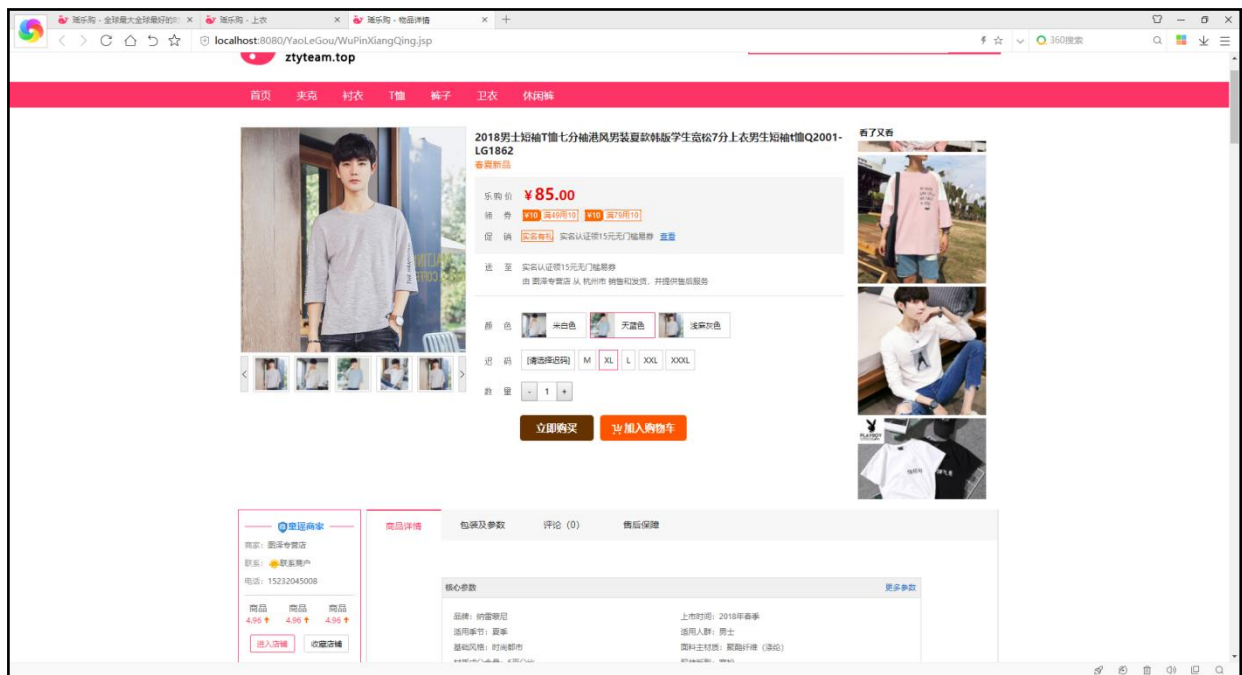 瑶乐购 - 全球最大全球最好的
瑶乐购 - 上衣
瑶乐购 - 物品详情
localhost:8080/YaoLeGou/WuPinXiangQing.jsp
360搜索
ztyteam.top
首页 夹克 衬衣 T恤 裤子 卫衣 休闲裤
2018男士短袖T恤七分袖港风男装夏款韩版学生宽松7分上衣男生短袖t恤Q2001-
LG1862
春夏新品
看了又看
乐购价 ¥85.00
领 券 ¥10 满49用10 ¥10 满79用10
促 销 实名有礼 实名认证领15元无门槛易券 查看
送 至 实名认证领15元无门槛易券
由 图泽专营店 从 杭州市 销售和发货, 并提供售后服务
颜 色 米白色 天蓝色 浅麻灰色
迟 码 [请选择迟码] M XL L XXL XXXL
数 量 - 1 +
立即购买 加入购物车
PLAYBOY
童瑶商家
商品详情 包装及参数 评论 (0) 售后保障
商家: 图泽专营店
联系: 联系商户
电话: 15232045008
商品 商品 商品
4.96 4.96 4.96
进入店铺 收藏店铺
核心参数 更多参数
上市时间: 2018年春季
适用季节: 夏季 适用人群: 男士
基础风格: 时尚都市 面料主材质: 聚酯纤维 (涤纶)